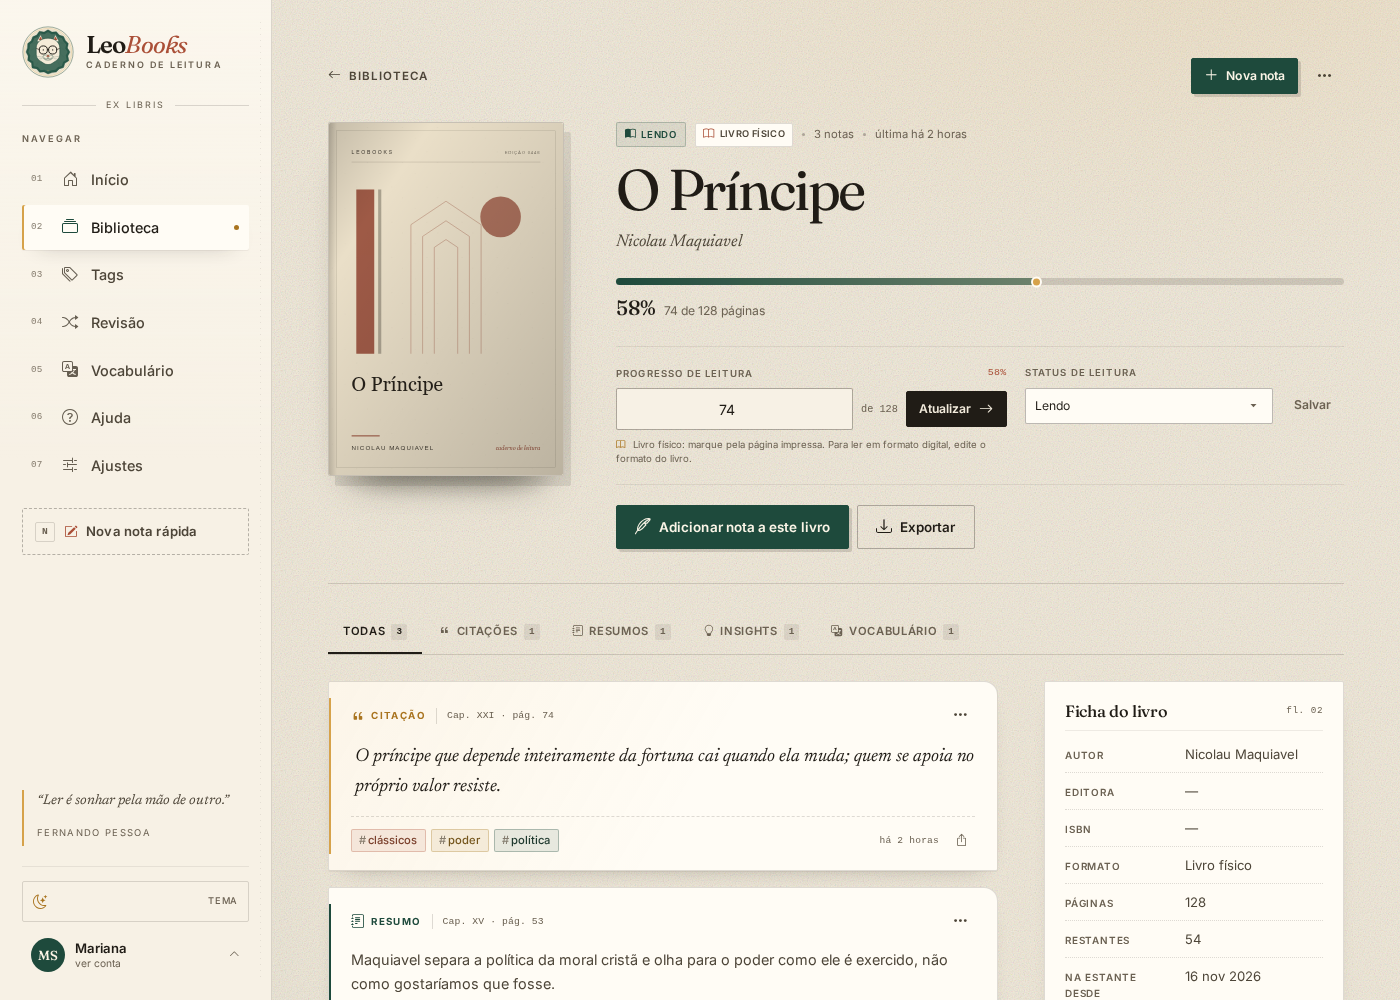 LeoBooks
CADERNO DE LEITURA
EX LIBRIS
NAVEGAR
01 Início
02 Biblioteca
03 Tags
04 Revisão
05 Vocabulário
06 Ajuda
07 Ajustes
N Nova nota rápida
“Ler é sonhar pela mão de outro.”
FERNANDO PESSOA
TEMA
MS Mariana
ver conta
← BIBLIOTECA
+ Nova nota
LEOBOOKS
O Príncipe
NICOLAU MAQUIAVEL caderno de leitura
LENDO LIVRO FÍSICO • 3 notas • última há 2 horas
O Príncipe
Nicolau Maquiavel
58% 74 de 128 páginas
PROGRESSO DE LEITURA 58%
74 de 128 Atualizar →
Livro físico: marque pela página impressa. Para ler em formato digital, edite o
formato do livro.
STATUS DE LEITURA
Lendo Salvar
Adicionar nota a este livro Exportar
TODAS 3 CITAÇÕES 1 RESUMOS 1 INSIGHTS 1 VOCABULÁRIO 1
CITAÇÃO Cap. XXI · pág. 74
O príncipe que depende inteiramente da fortuna cai quando ela muda; quem se apoia no
próprio valor resiste.
#clássicos #poder #política há 2 horas
RESUMO Cap. XV · pág. 53
Maquiavel separa a política da moral cristã e olha para o poder como ele é exercido, não
como gostaríamos que fosse.
Ficha do livro fl. 02
AUTOR Nicolau Maquiavel
EDITORA —
ISBN —
FORMATO Livro físico
PÁGINAS 128
RESTANTES 54
NA ESTANTE 16 nov 2026
DESDE